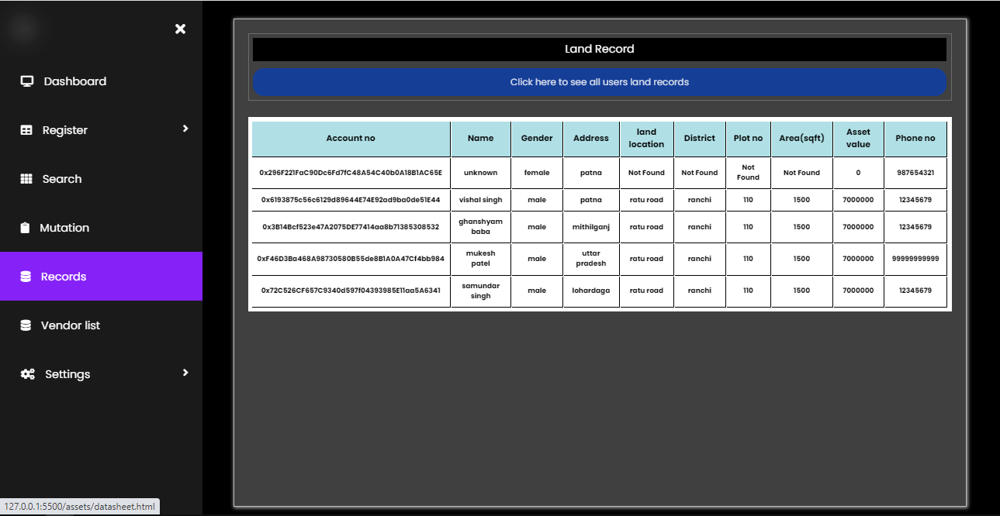 Dashboard
Register
Search
Mutation
Records
Vendor list
Settings
127.0.0.1:5500/assets/datasheet.html
Land Record
Click here to see all users land records
Account no Name Gender Address land location District Plot no Area(sqft) Asset value Phone no
0x296F221FaC90Dc6Fd7fC48A54C40b0A18B1AC65E unknown female patna Not Found Not Found Not Found Not Found 0 987654321
0x6193875c56c6129d89644E74E92ad9ba0de51E44 vishal singh male patna ratu road ranchi 110 1500 7000000 12345679
0x3B14Bcf523e47A2075DE77414aa8b71385308532 ghanshyam baba male mithilganj ratu road ranchi 110 1500 7000000 12345679
0xF46D3Ba468A98730580B55de8B1A0A47Cf4bb984 mukesh patel male uttar pradesh ratu road ranchi 110 1500 7000000 99999999999
0x72C526CF657C9340d597f04393985E11aa5A6341 samundar singh male lohardaga ratu road ranchi 110 1500 7000000 12345679